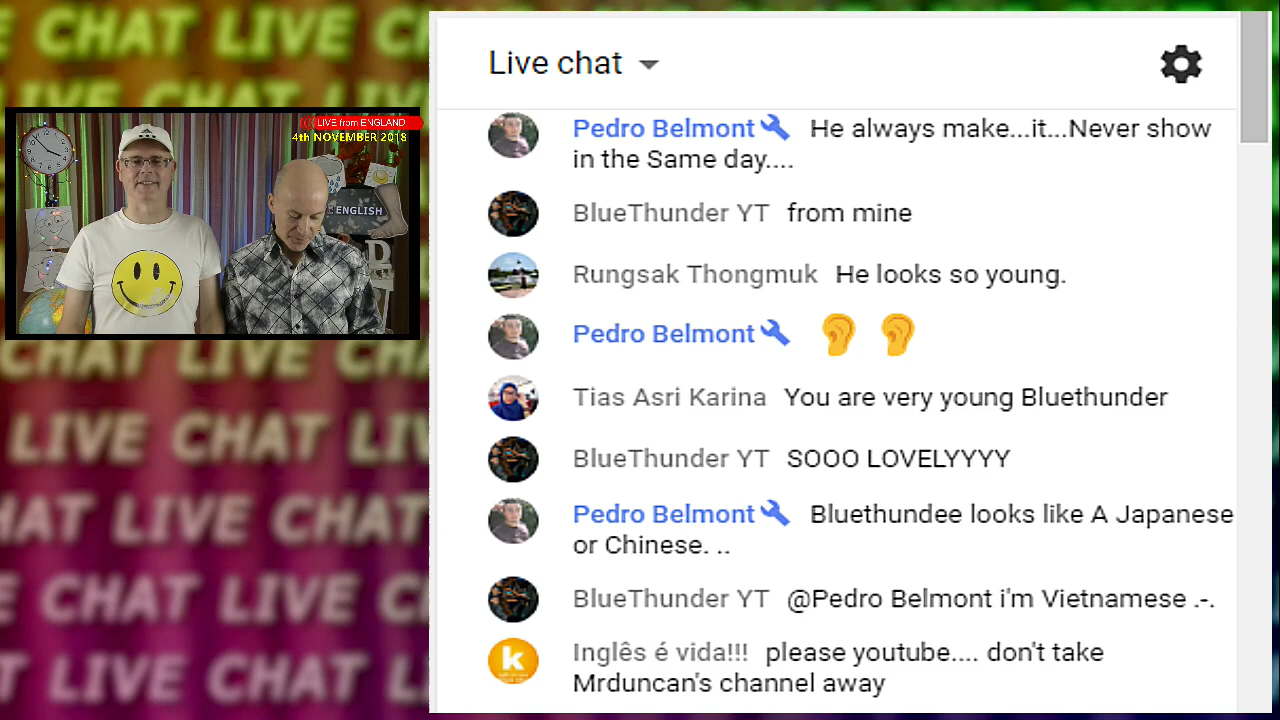 LIVE CHAT LIVE
CHAT LIVE CHAT
LIVE from ENGLAND
4th NOVEMBER 2018
ENGLISH
D
CHAT LIVE CHAT
LIVE CHAT LIV
HAT LIVE CHAT
E CHAT LIVE C
T LIVE CHAT L
Live chat
Pedro Belmont He always make...it...Never show
in the Same day....
BlueThunder YT from mine
Rungsak Thongmuk He looks so young.
Pedro Belmont
Tias Asri Karina You are very young Bluethunder
BlueThunder YT SOOO LOVELYYYY
Pedro Belmont Bluethundee looks like A Japanese
or Chinese. ..
BlueThunder YT @Pedro Belmont i'm Vietnamese .-.
k
Inglês é vida!!! please youtube.... don't take
Mrduncan's channel away